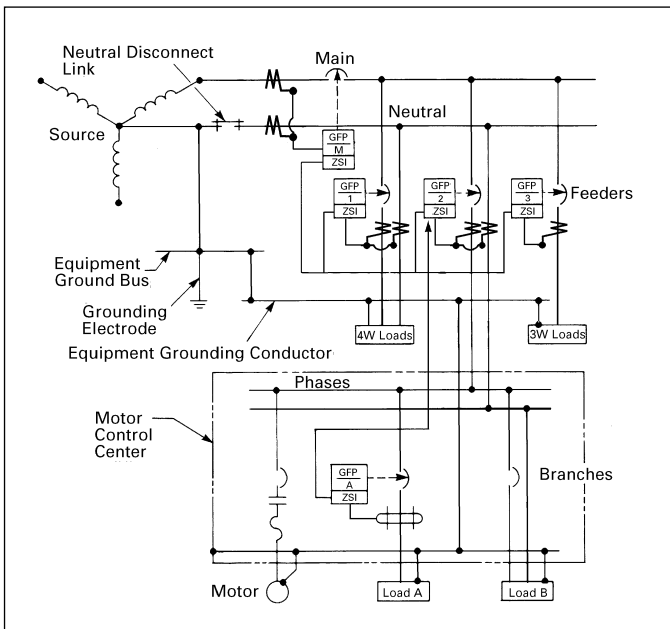 Neutral Disconnect
Link
Main
Neutral
Source
GFP
M
ZSI
GFP
1
ZSI
GFP
2
ZSI
GFP
3
ZSI
Feeders
Equipment
Ground Bus
Grounding
Electrode
Equipment Grounding Conductor
4W Loads
3W Loads
Phases
Motor
Control
Center
GFP
A
ZSI
Branches
Motor
Load A
Load B